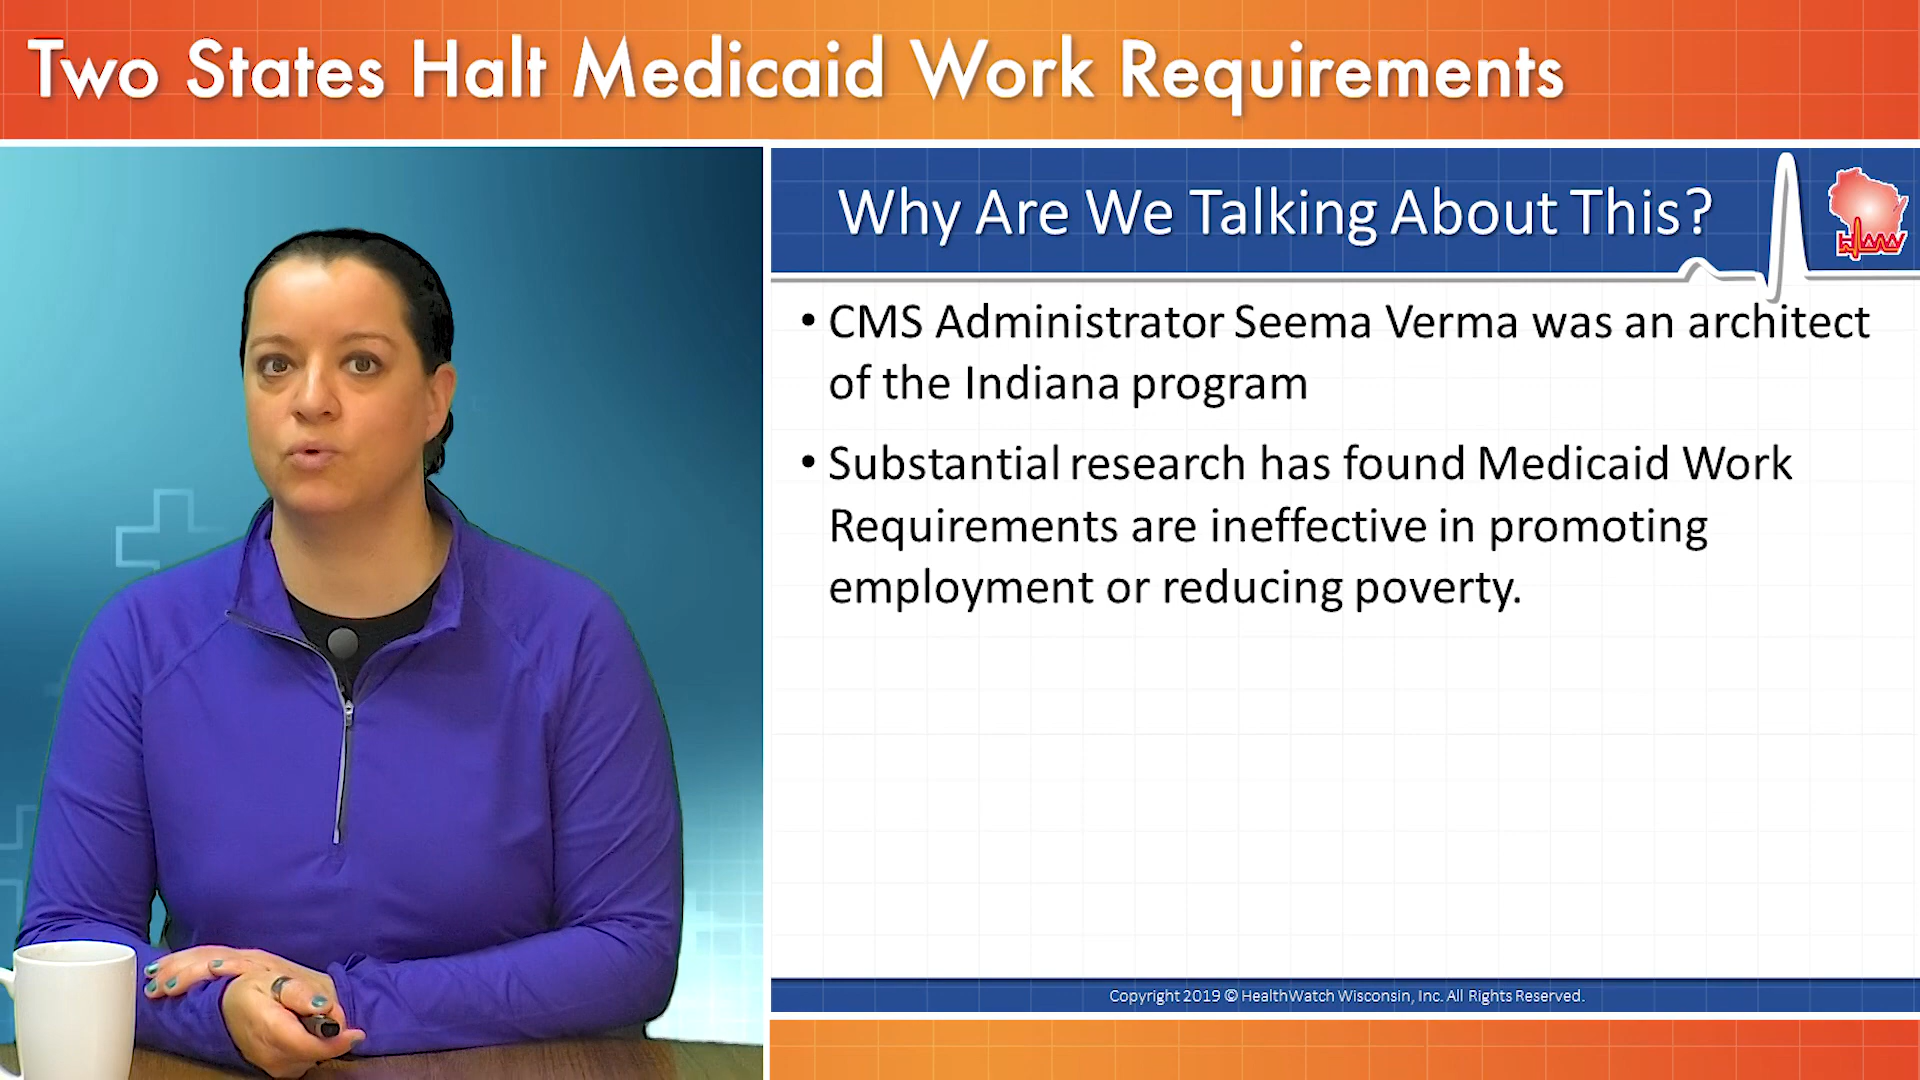 Two States Halt Medicaid Work Requirements
Why Are We Talking About This?
HWW
• CMS Administrator Seema Verma was an architect
of the Indiana program
• Substantial research has found Medicaid Work
Requirements are ineffective in promoting
employment or reducing poverty.
Copyright 2019 © HealthWatch Wisconsin, Inc. All Rights Reserved.